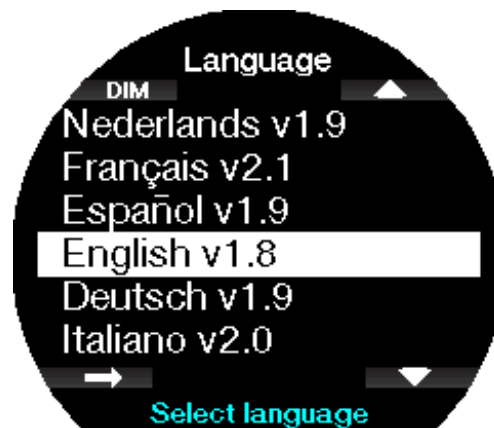 Language
DIM
Nederlands v1.9
Français v2.1
Español v1.9
English v1.8
Deutsch v1.9
Italiano v2.0
Select language